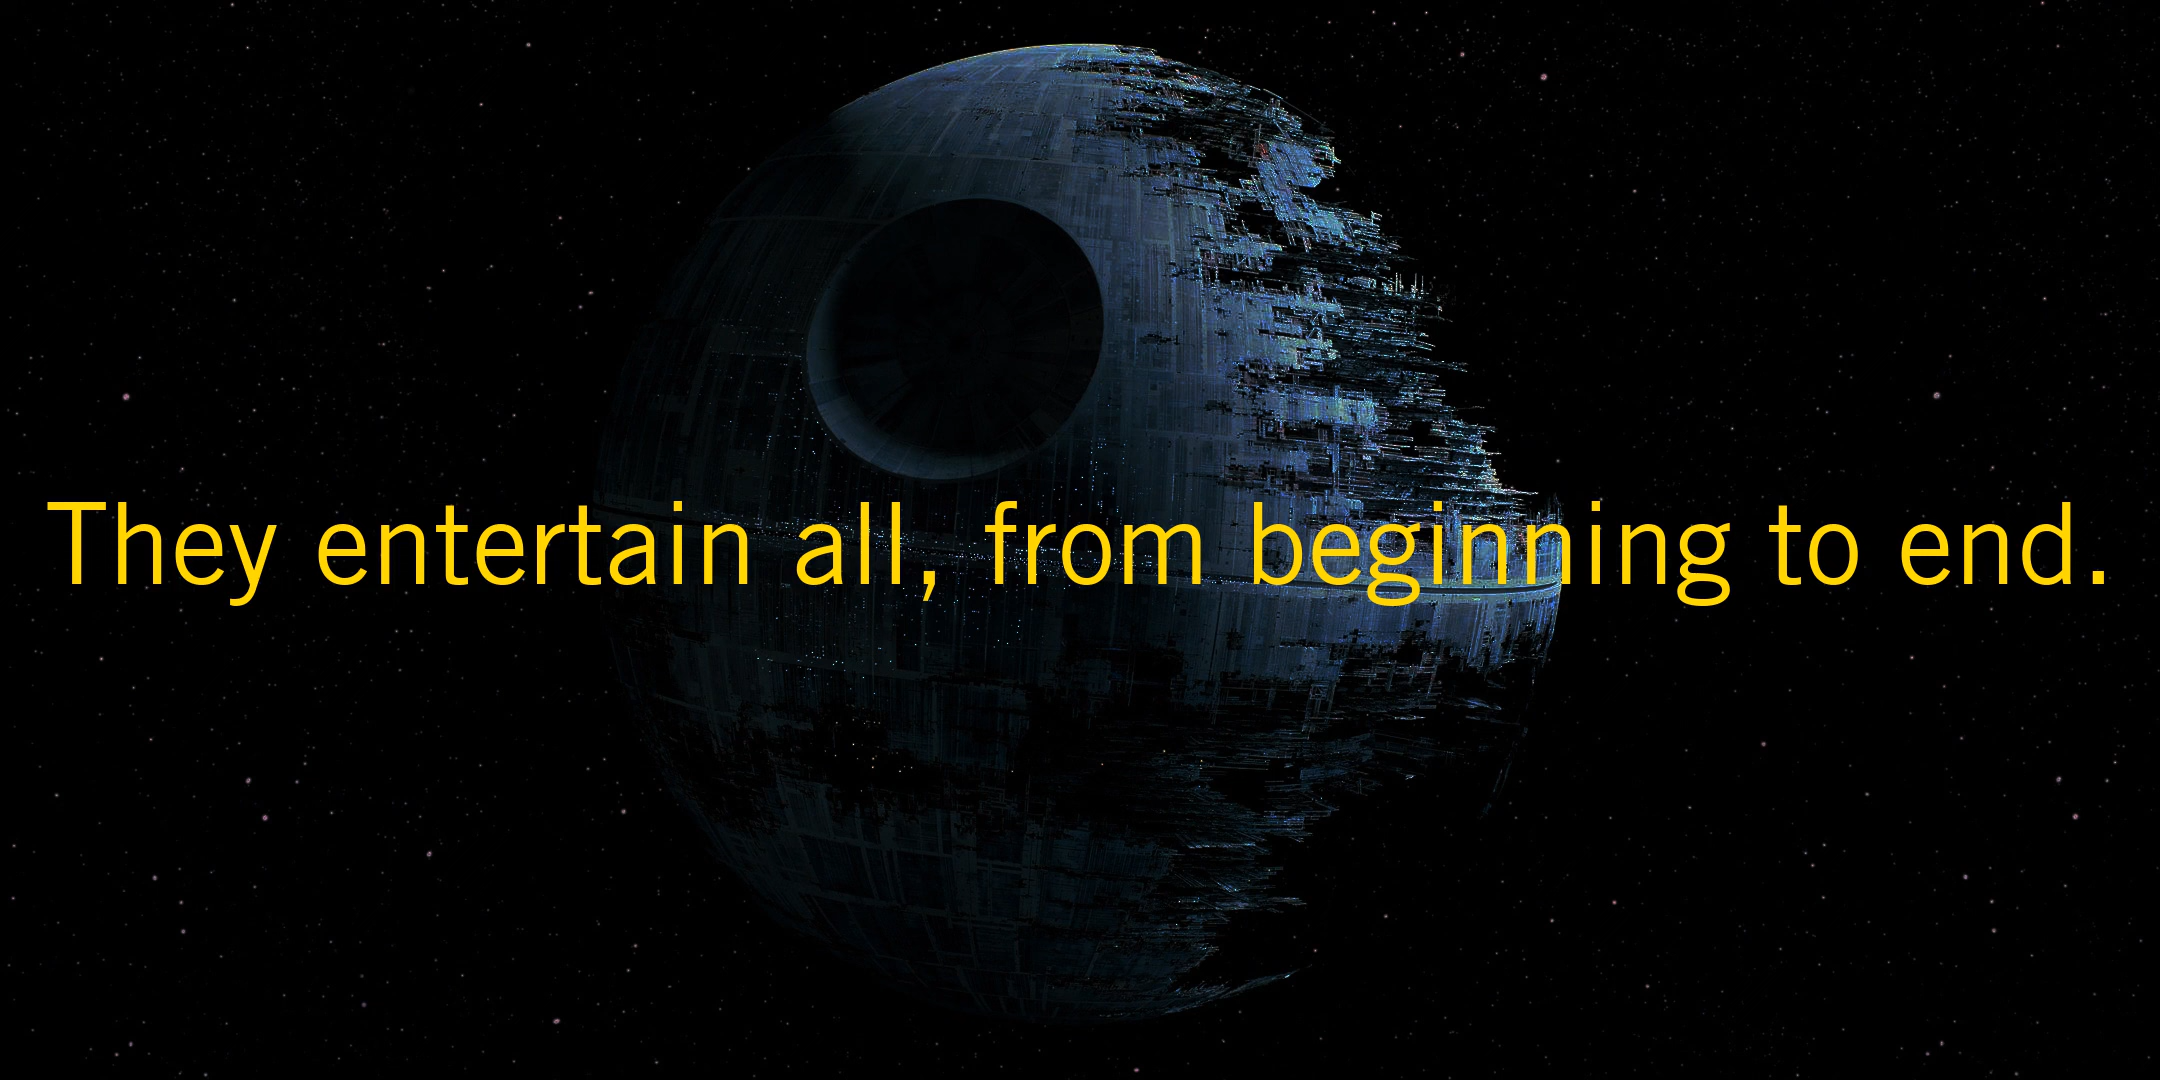 They entertain all, from beginning to end.